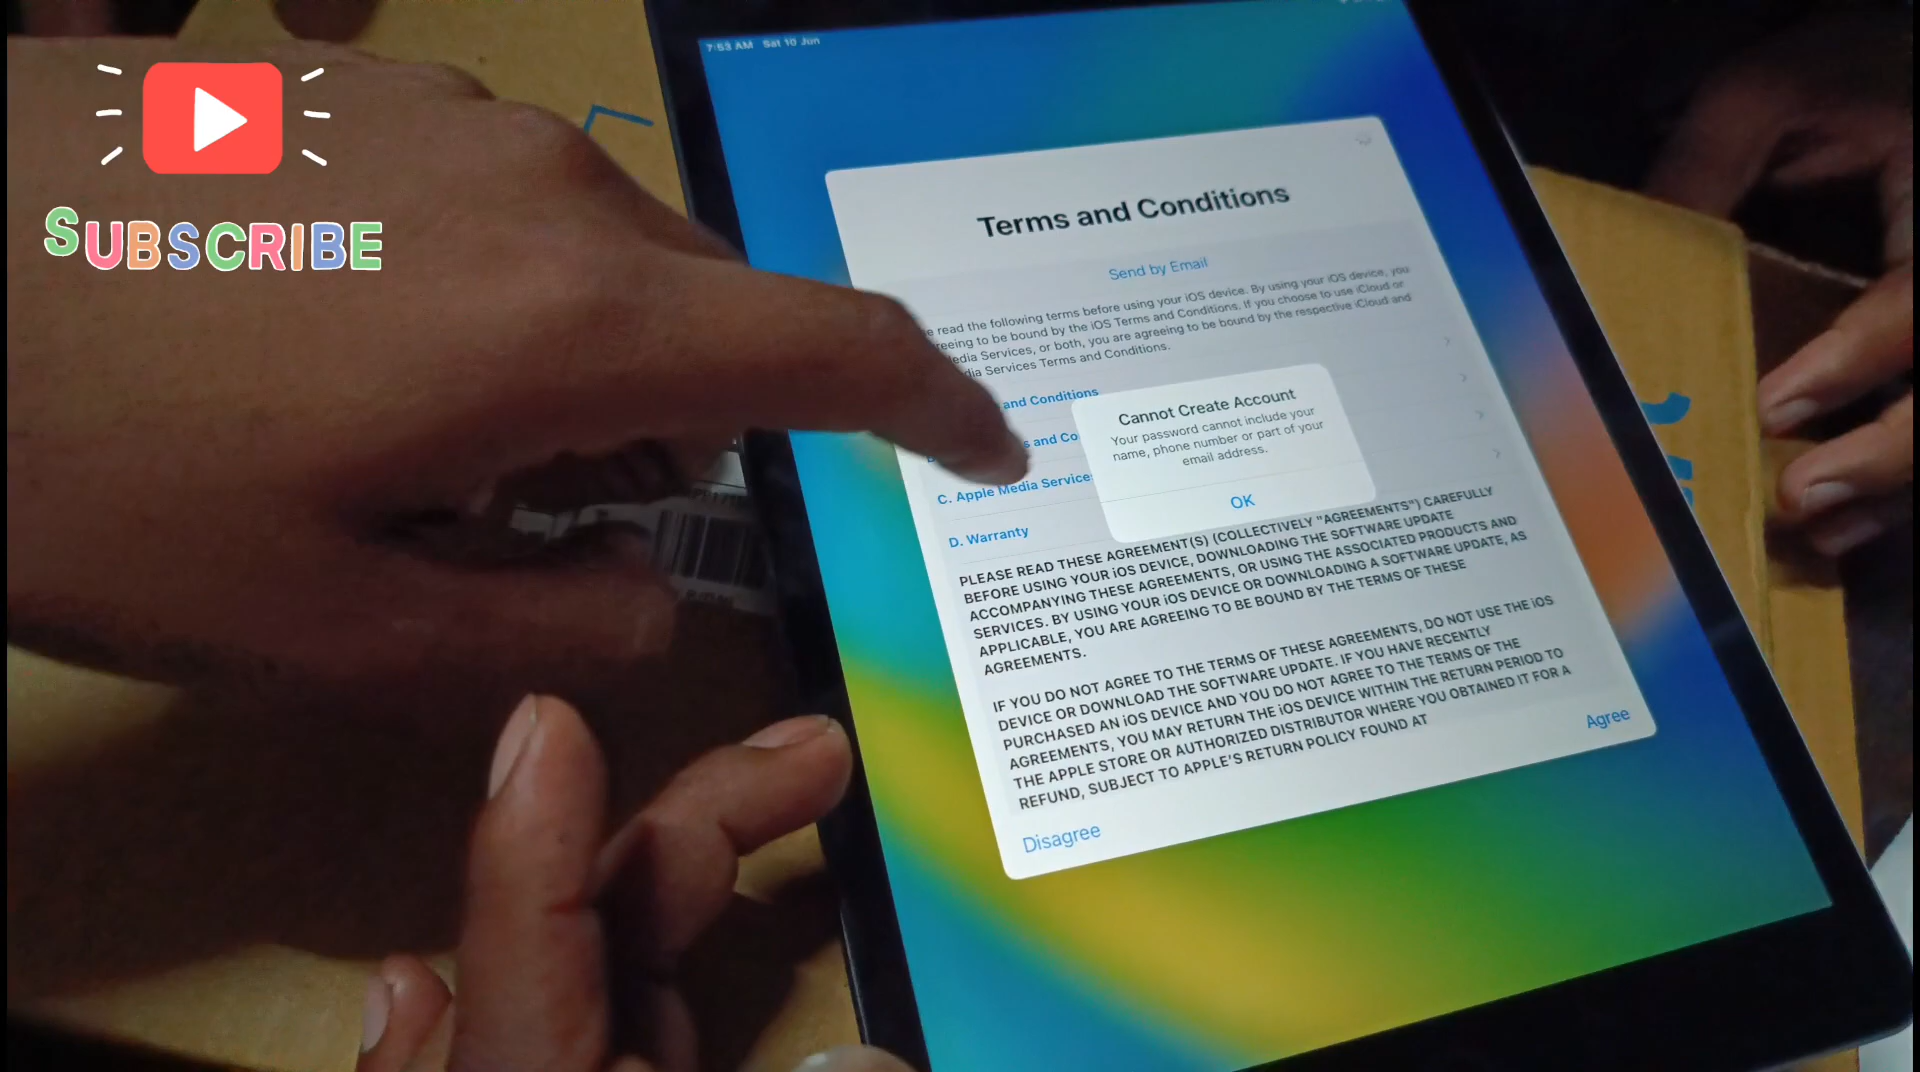 7:53 AM Sat 10 Jun
SUBSCRIBE
Terms and Conditions
Send by Email
read the following terms before using your iOS device. By using your iOS device, you
to be bound by the iOS Terms and Conditions. If you choose to use iCloud or
Media Services, or both, you are agreeing to be bound by the respective iCloud and
Services Terms and Conditions.
and Conditions
and
C. Apple Media Services
D. Warranty
Cannot Create Account
Your password cannot include your
name, phone number or part of your
email address.
OK
PLEASE READ THESE AGREEMENT(S) (COLLECTIVELY "AGREEMENTS") CAREFULLY
BEFORE USING YOUR iOS DEVICE, DOWNLOADING THE SOFTWARE UPDATE
ACCOMPANYING THESE AGREEMENTS, OR USING THE ASSOCIATED PRODUCTS AND
SERVICES. BY USING YOUR iOS DEVICE OR DOWNLOADING A SOFTWARE UPDATE, AS
APPLICABLE, YOU ARE AGREEING TO BE BOUND BY THE TERMS OF THESE
AGREEMENTS.
IF YOU DO NOT AGREE TO THE TERMS OF THESE AGREEMENTS, DO NOT USE THE iOS
DEVICE OR DOWNLOAD THE SOFTWARE UPDATE. IF YOU HAVE RECENTLY
PURCHASED AN iOS DEVICE AND YOU DO NOT AGREE TO THE TERMS OF THE
AGREEMENTS, YOU MAY RETURN THE iOS DEVICE WITHIN THE RETURN PERIOD TO
THE APPLE STORE OR AUTHORIZED DISTRIBUTOR WHERE YOU OBTAINED IT FOR A
REFUND, SUBJECT TO APPLE'S RETURN POLICY FOUND AT
Disagree
Agree